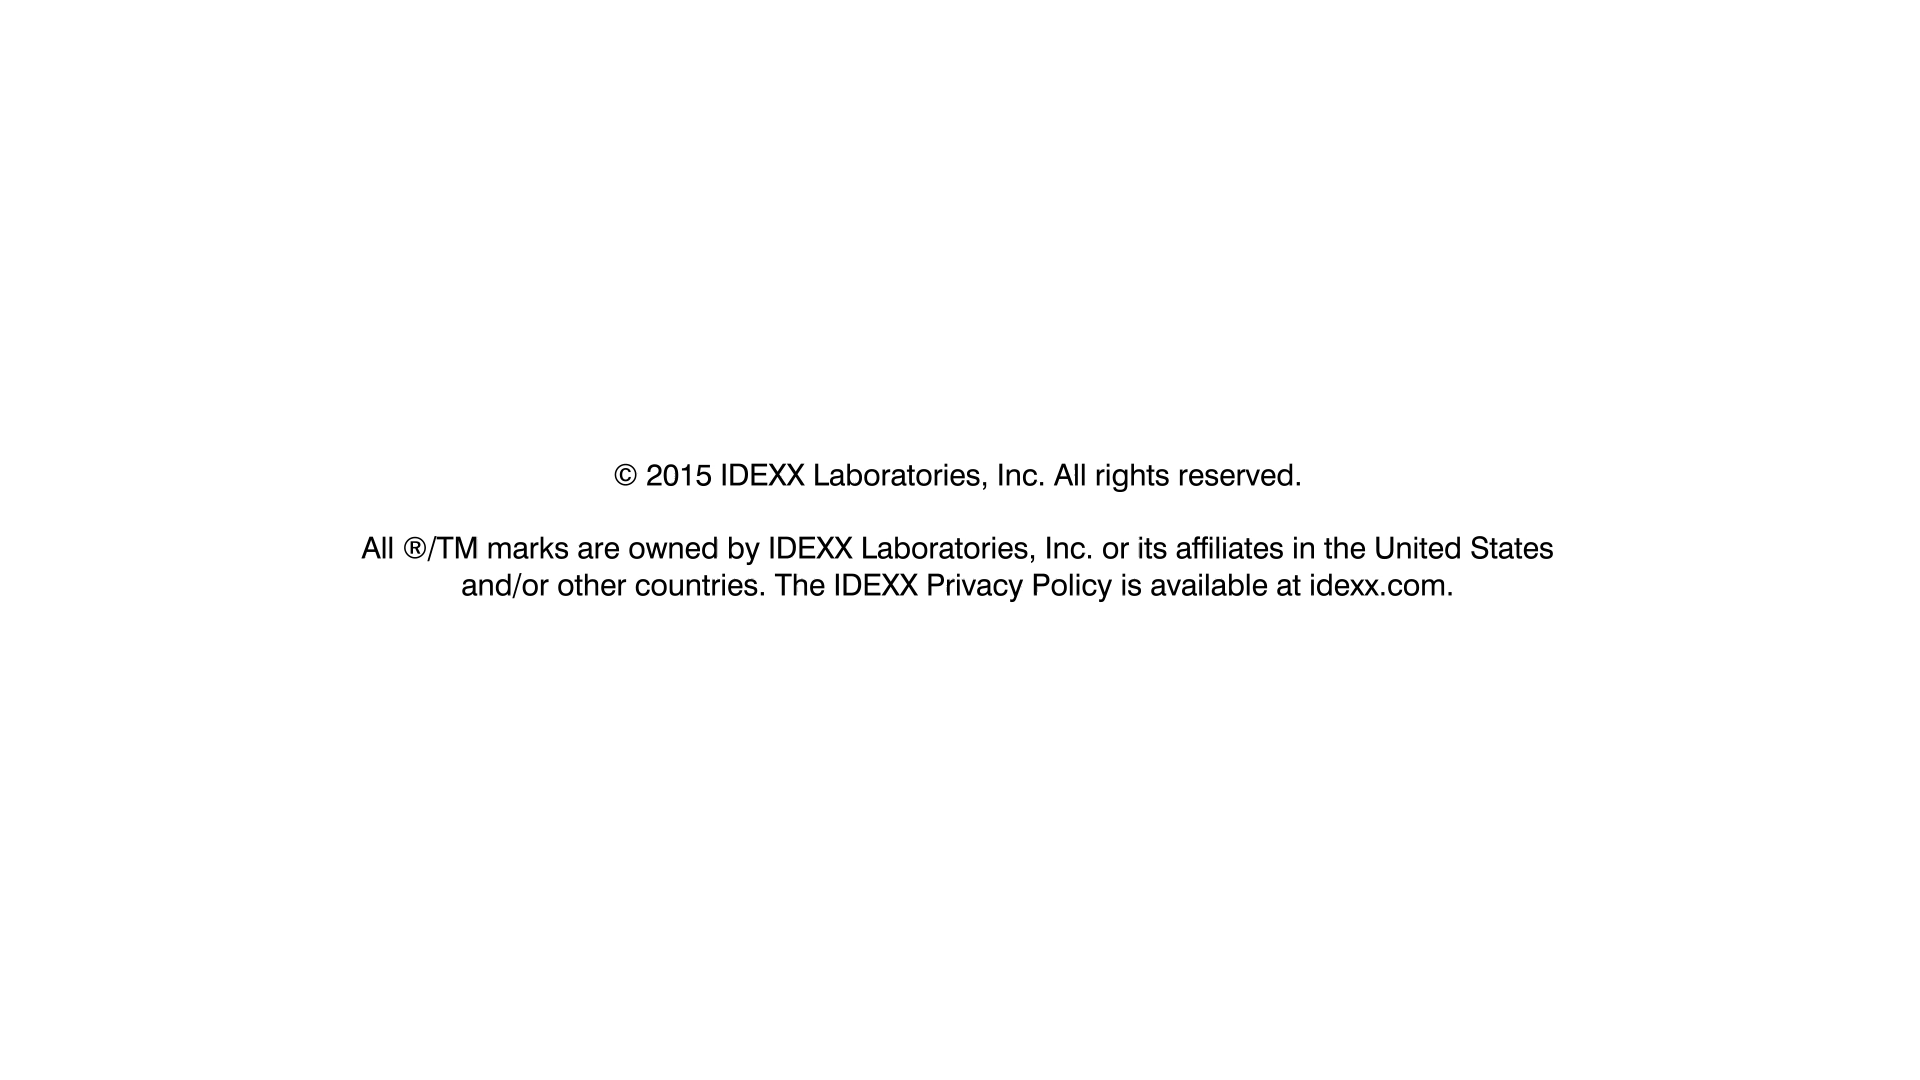 © 2015 IDEXX Laboratories, Inc. All rights reserved.
All ®/TM marks are owned by IDEXX Laboratories, Inc. or its affiliates in the United States
and/or other countries. The IDEXX Privacy Policy is available at idexx.com.